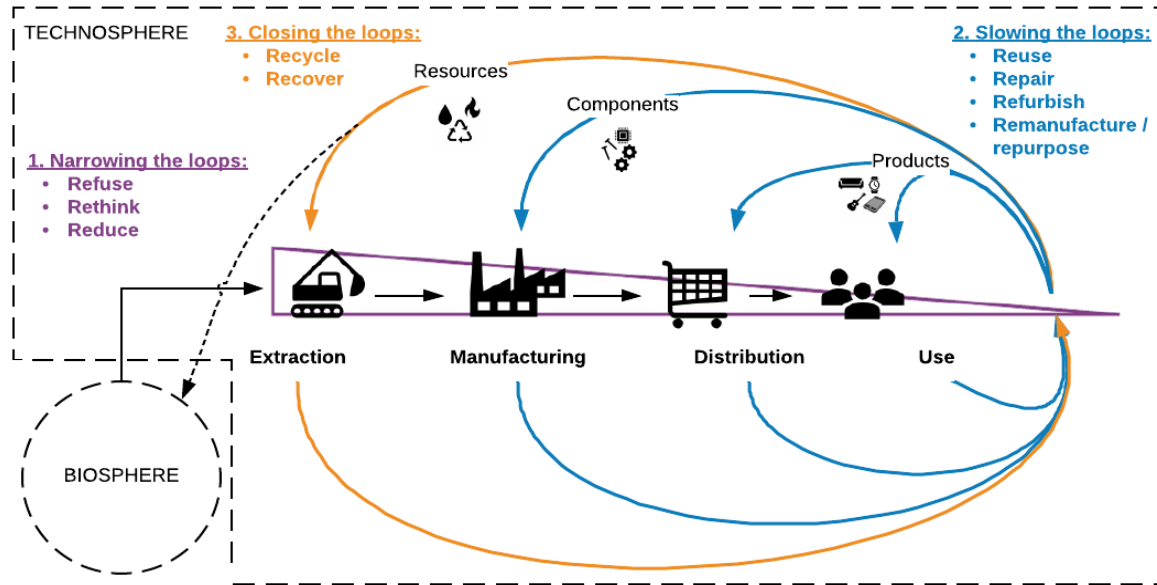 TECHNOSPHERE
3. Closing the loops:
• Recycle
• Recover
2. Slowing the loops:
• Reuse
• Repair
• Refurbish
• Remanufacture /
repurpose
Resources
Components
Products
1. Narrowing the loops:
• Refuse
• Rethink
• Reduce
Extraction
Manufacturing
Distribution
Use
BIOSPHERE